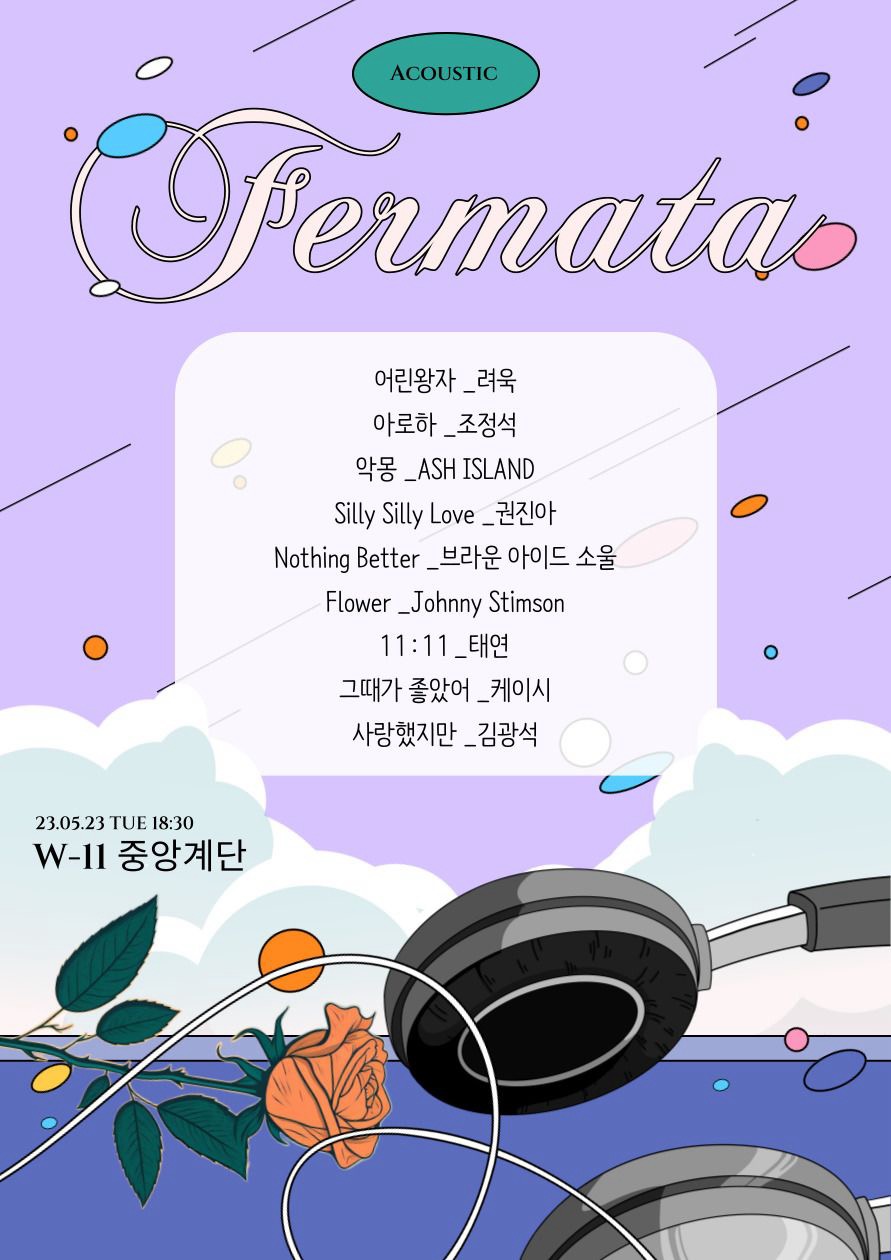 ACOUSTIC
Fermata
어린왕자 _려욱
아로하 _조정석
악몽 _ASH ISLAND
Silly Silly Love _권진아
Nothing Better _브라운 아이드 소울
Flower _Johnny Stimson
11:11 _태연
그때가 좋았어 _케이시
사랑했지만 _김광석
23.05.23 TUE 18:30
W-11 중앙계단